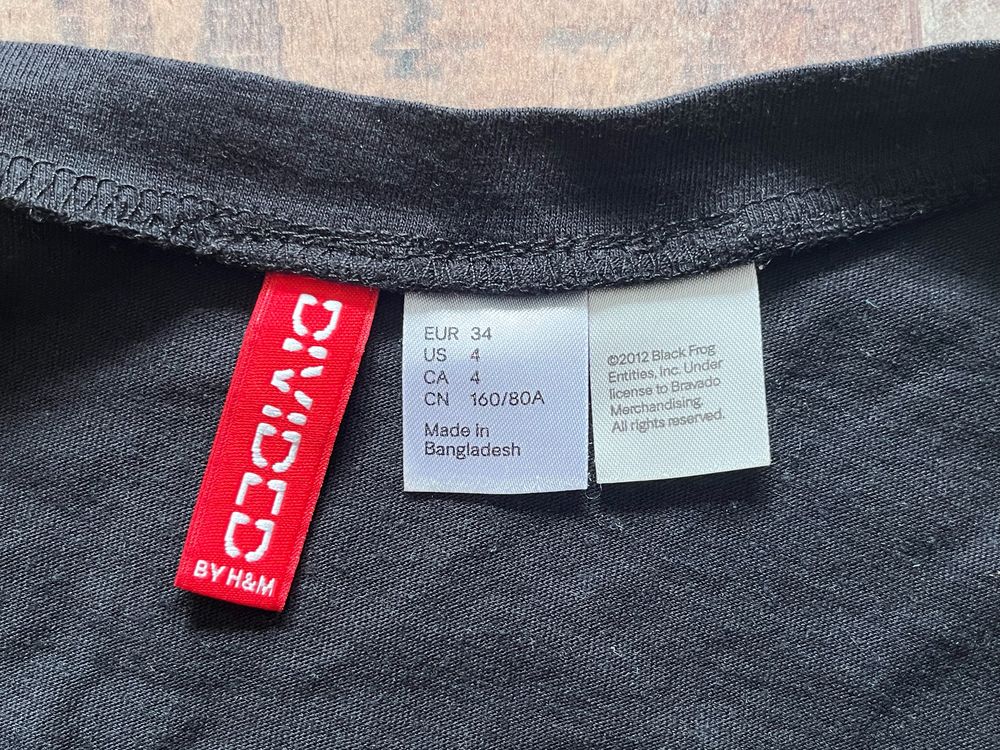 DIVIDED
BY H&M
EUR 34
US 4
CA 4
CN 160/80A
Made in
Bangladesh
©2012 Black Frog
Entities, Inc. Under
license to Bravado
Merchandising.
All rights reserved.